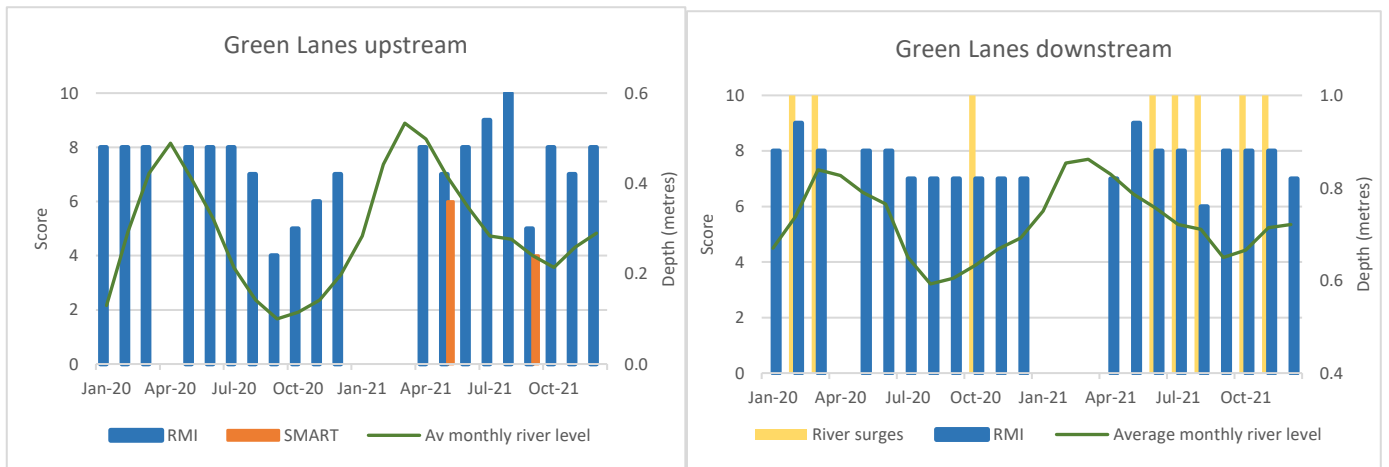 Green Lanes upstream
10
8
6
4
2
0
Score
0.6
0.4
0.2
0.0
Depth (metres)
Jan-20 Apr-20 Jul-20 Oct-20 Jan-21 Apr-21 Jul-21 Oct-21
RMI SMART Av monthly river level
Green Lanes downstream
10
8
6
4
2
0
Score
1.0
0.8
0.6
0.4
Depth (metres)
Jan-20 Apr-20 Jul-20 Oct-20 Jan-21 Apr-21 Jul-21 Oct-21
River surges RMI Average monthly river level